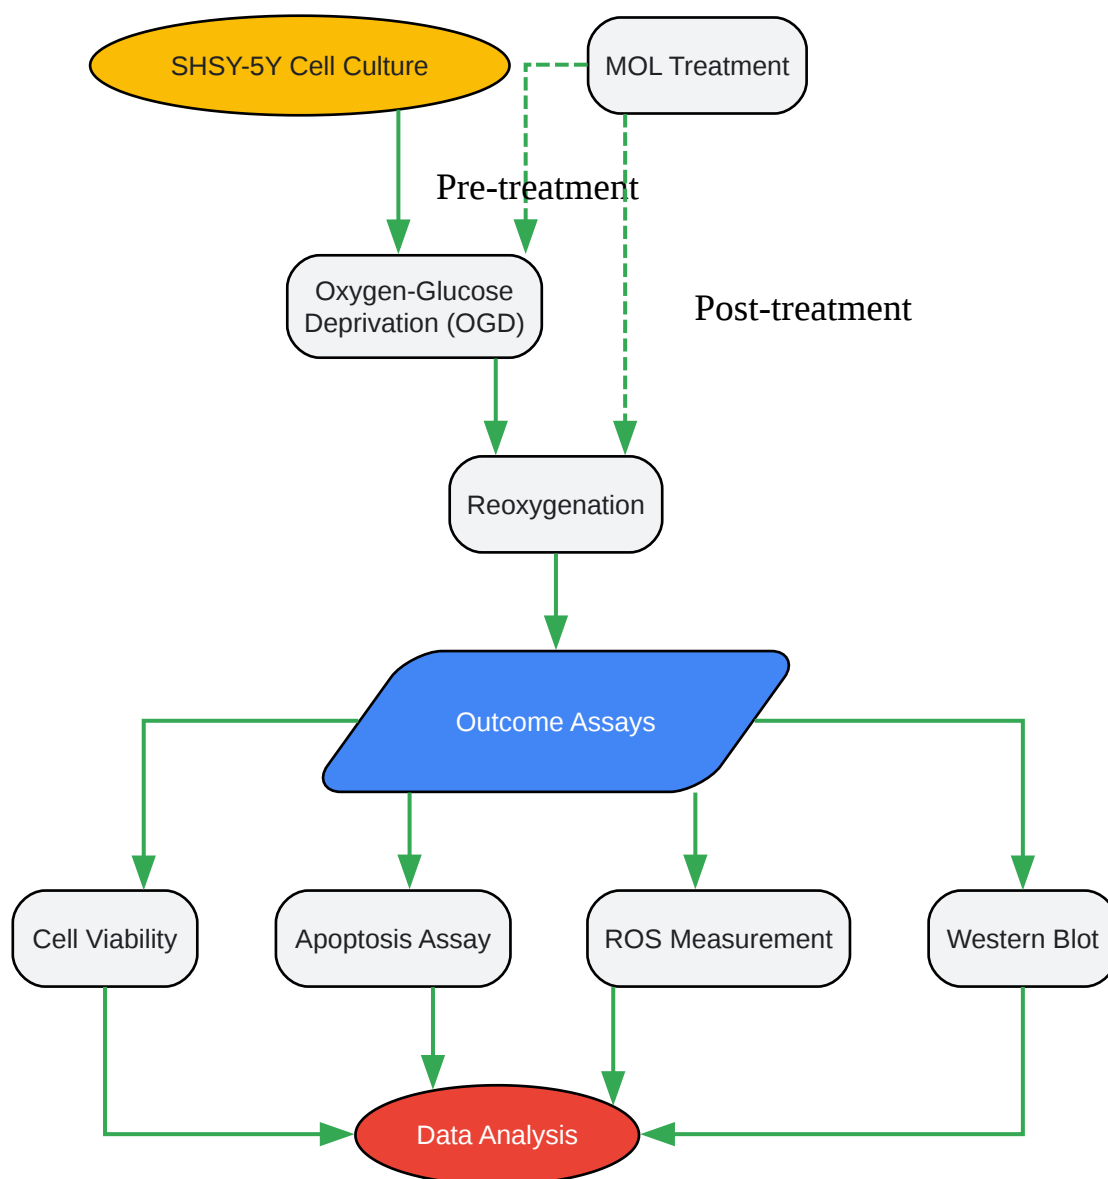 SHSY-5Y Cell Culture
MOL Treatment
Pre-treatment
Oxygen-Glucose
Deprivation (OGD)
Post-treatment
Reoxygenation
Outcome Assays
Cell Viability
Apoptosis Assay
ROS Measurement
Western Blot
Data Analysis